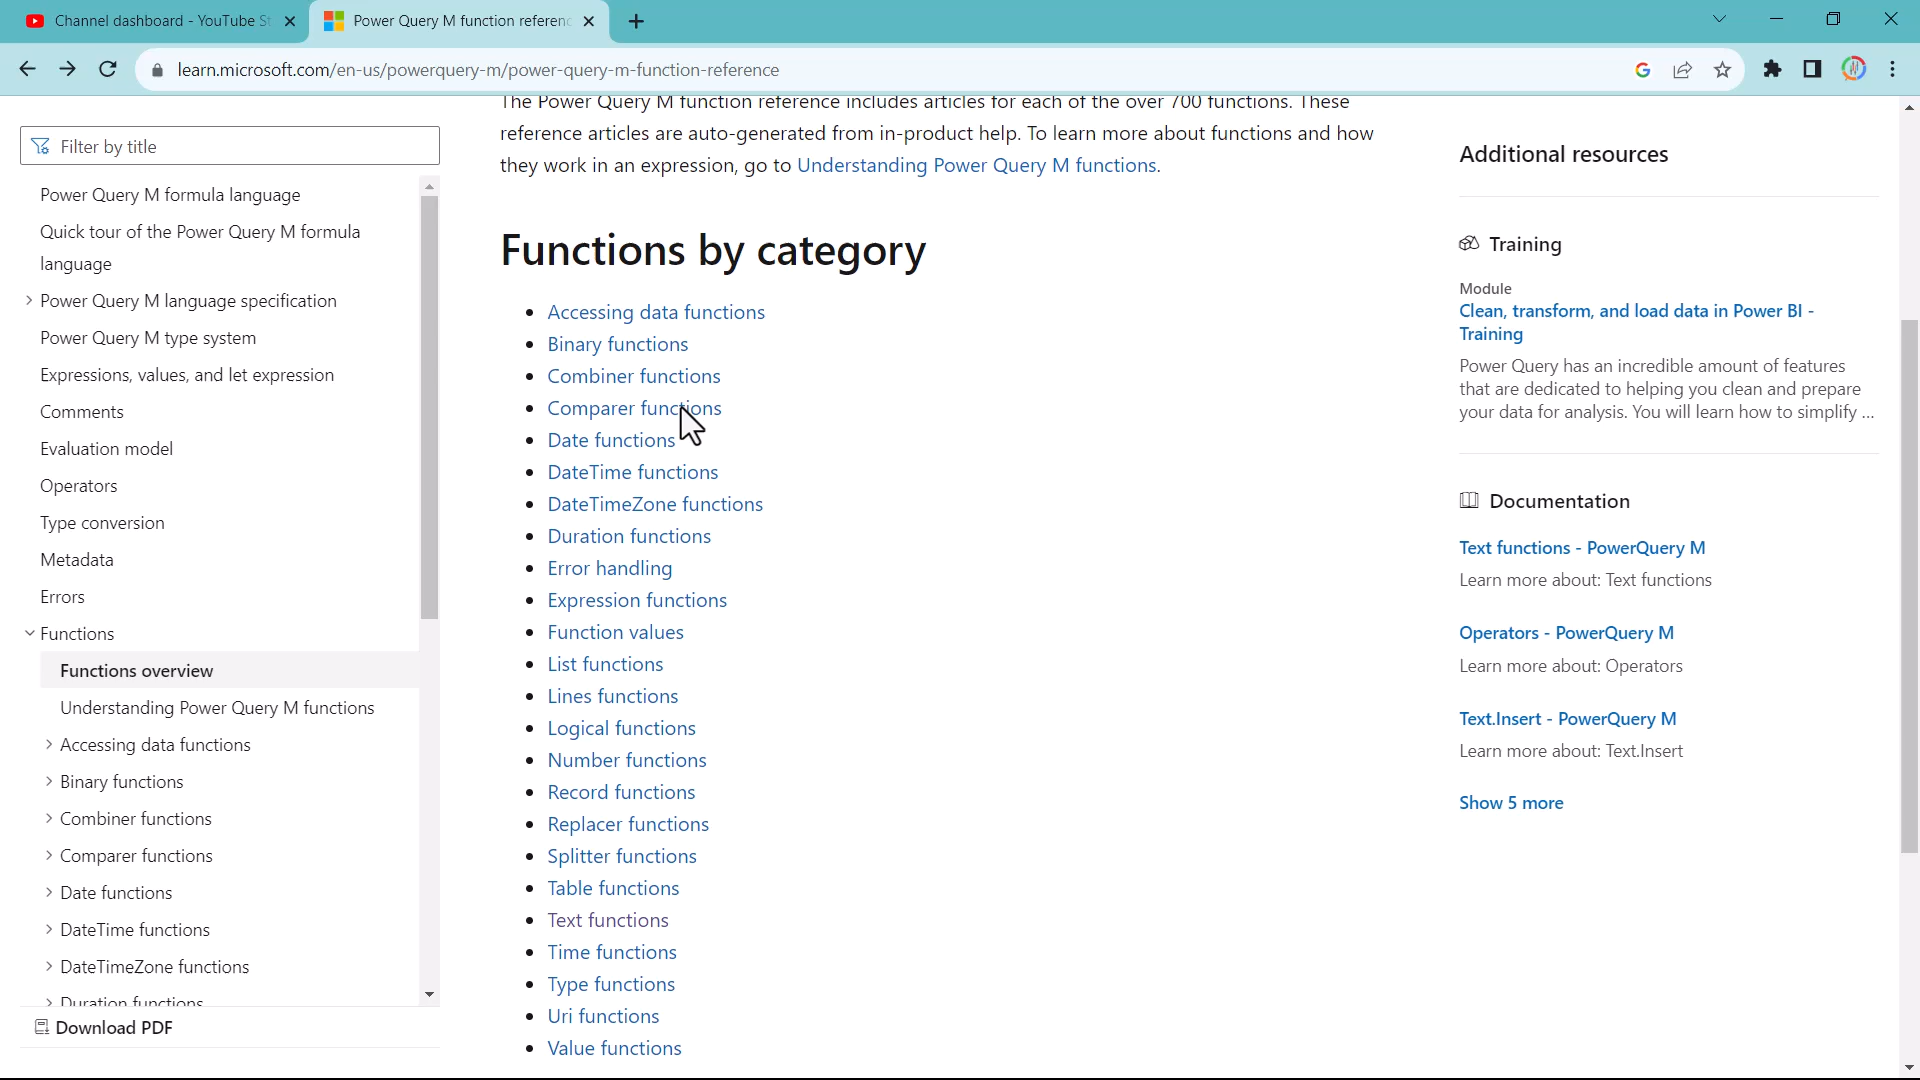 Channel dashboard - YouTube St
Power Query M function referenc
learn.microsoft.com/en-us/powerquery-m/power-query-m-function-reference
Filter by title
Power Query M formula language
Quick tour of the Power Query M formula
language
Power Query M language specification
Power Query M type system
Expressions, values, and let expression
Comments
Evaluation model
Operators
Type conversion
Metadata
Errors
Functions
Functions overview
Understanding Power Query M functions
Accessing data functions
Binary functions
Combiner functions
Comparer functions
Date functions
DateTime functions
DateTimeZone functions
Duration functions
Download PDF
The Power Query M function reference includes articles for each of the over 700 functions. These
reference articles are auto-generated from in-product help. To learn more about functions and how
they work in an expression, go to Understanding Power Query M functions.
Functions by category
Accessing data functions
Binary functions
Combiner functions
Comparer functions
Date functions
DateTime functions
DateTimeZone functions
Duration functions
Error handling
Expression functions
Function values
List functions
Lines functions
Logical functions
Number functions
Record functions
Replacer functions
Splitter functions
Table functions
Text functions
Time functions
Type functions
Uri functions
Value functions
Additional resources
Training
Module
Clean, transform, and load data in Power BI -
Training
Power Query has an incredible amount of features
that are dedicated to helping you clean and prepare
your data for analysis. You will learn how to simplify ...
Documentation
Text functions - PowerQuery M
Learn more about: Text functions
Operators - PowerQuery M
Learn more about: Operators
Text.Insert - PowerQuery M
Learn more about: Text.Insert
Show 5 more